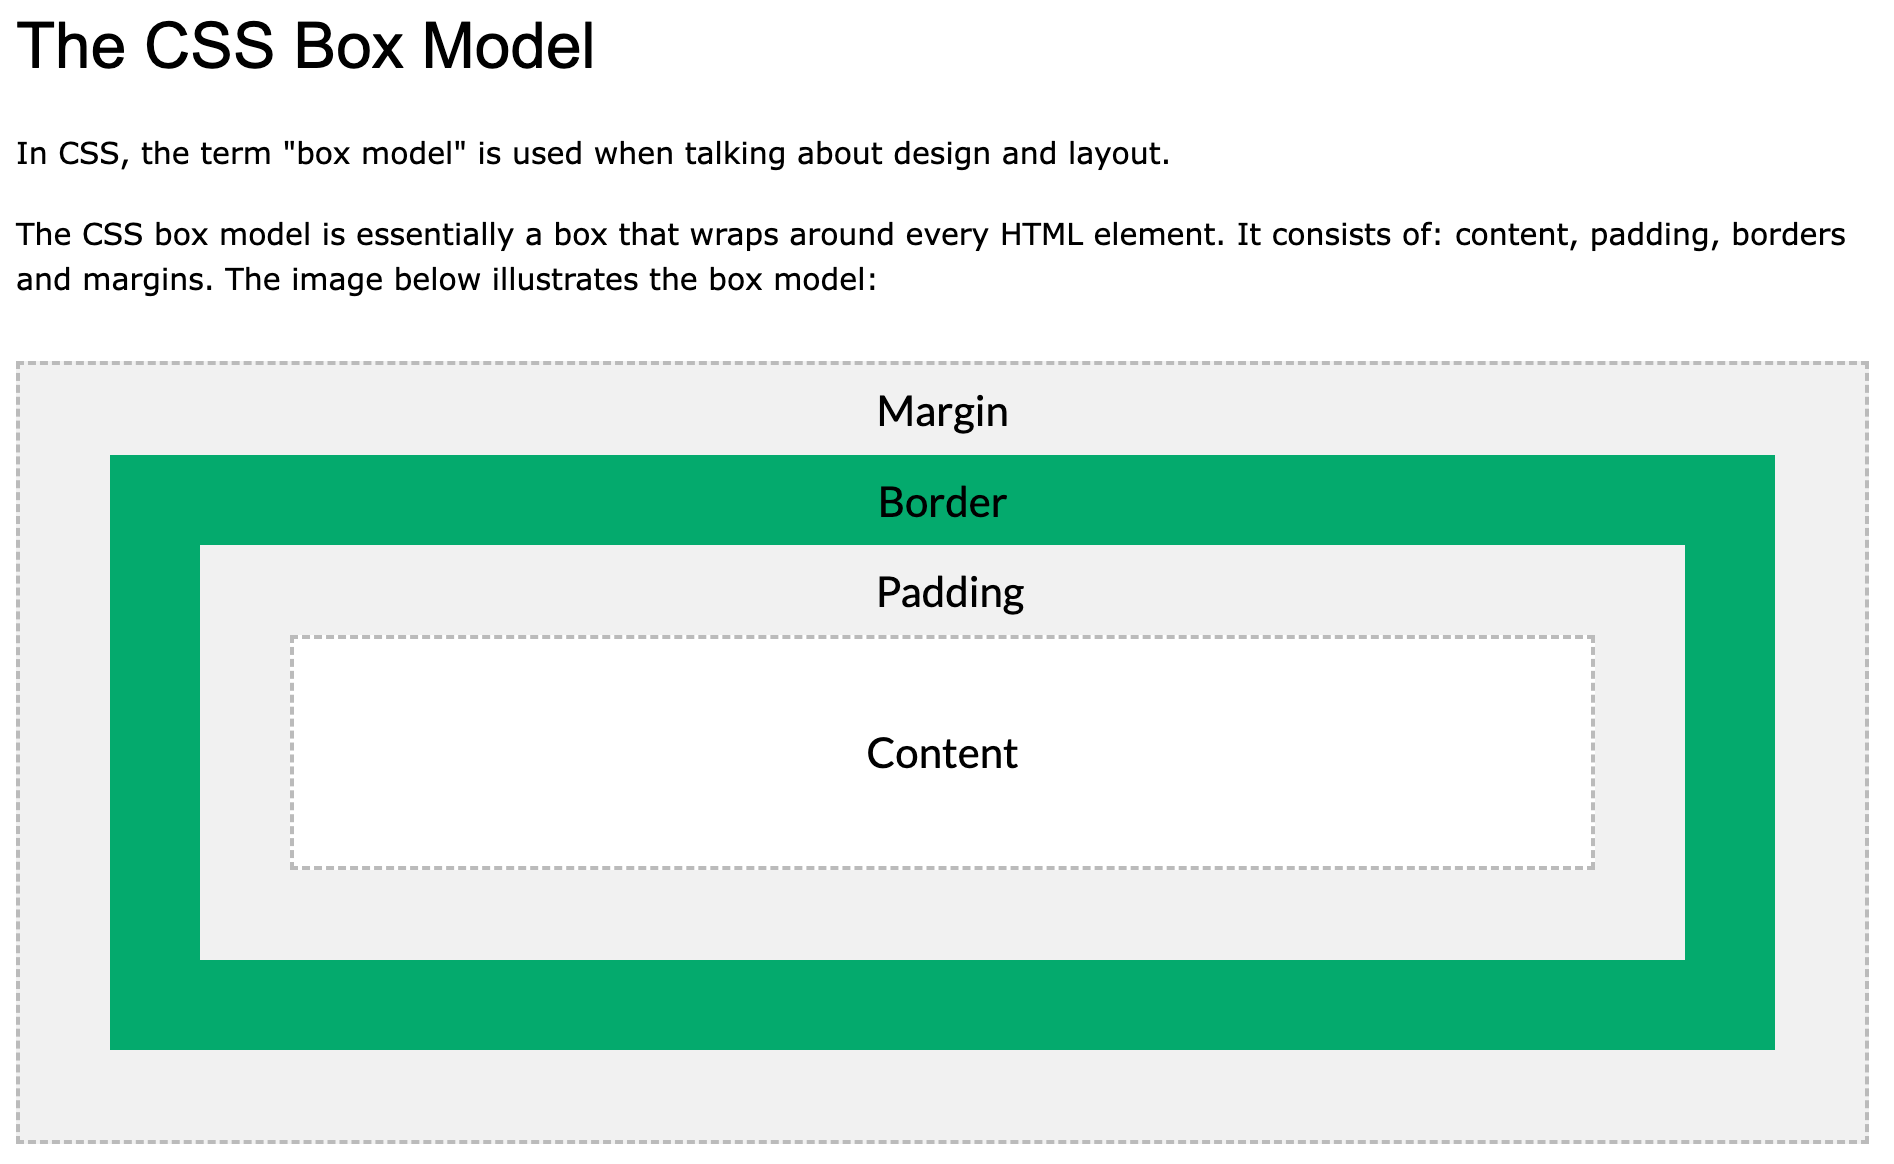 The CSS Box Model
In CSS, the term "box model" is used when talking about design and layout.
The CSS box model is essentially a box that wraps around every HTML element. It consists of: content, padding, borders
and margins. The image below illustrates the box model:
Margin
Border
Padding
Content